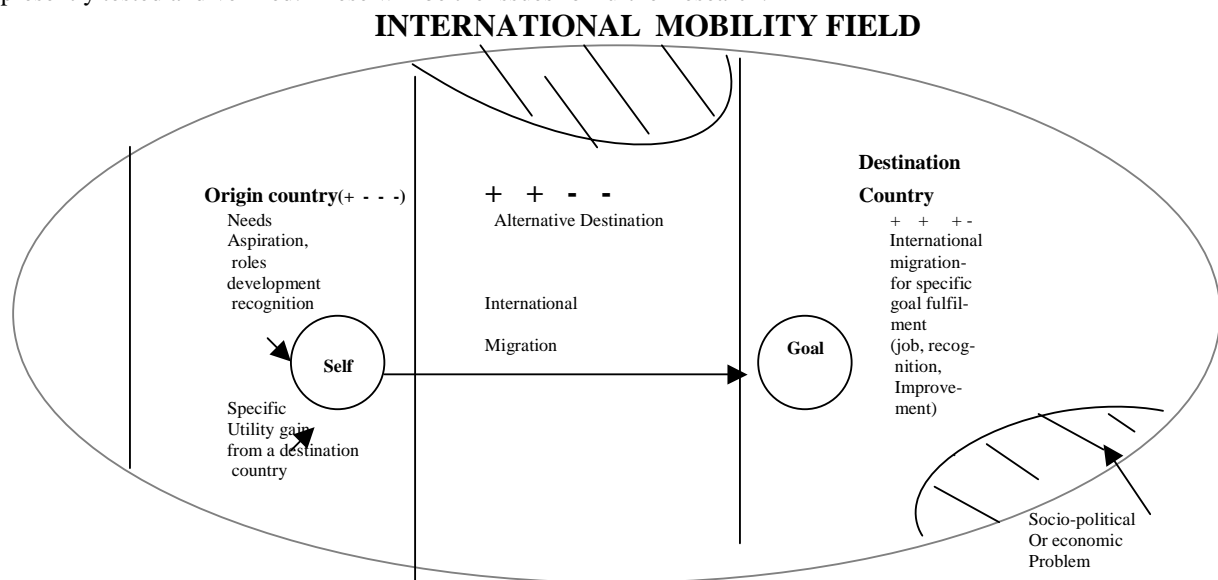 INTERNATIONAL MOBILITY FIELD
Origin country(+ - - -)
Needs
Aspiration,
roles
development
recognition
Self
Specific
Utility gain
from a destination
country
+ + - -
Alternative Destination
International
Migration
Goal
Destination
Country
+ + + -
International
migration-
for specific
goal fulfil-
ment
(job, recog-
nition,
Improve-
ment)
Socio-political
Or economic
Problem